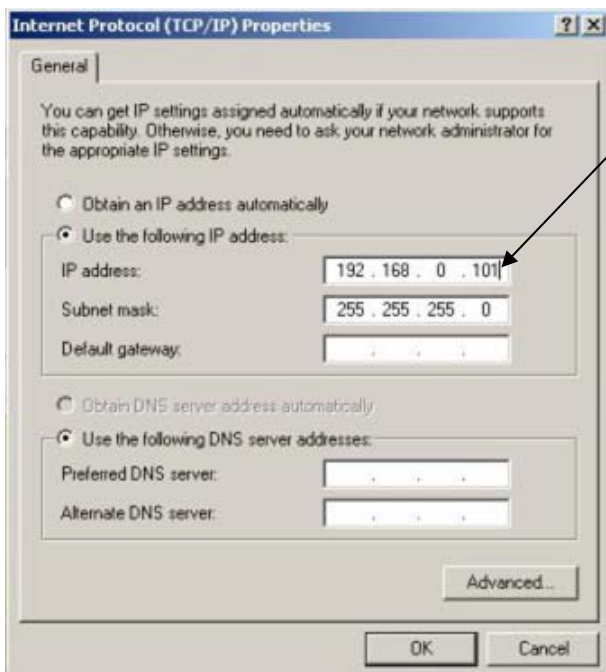 Internet Protocol (TCP/IP) Properties
General
You can get IP settings assigned automatically if your network supports
this capability. Otherwise, you need to ask your network administrator for
the appropriate IP settings.
Obtain an IP address automatically
Use the following IP address:
IP address: 192 . 168 . 0 . 101
Subnet mask: 255 . 255 . 255 . 0
Default gateway: . . .
Obtain DNS server address automatically
Use the following DNS server addresses:
Preferred DNS server: . . .
Alternate DNS server: . . .
Advanced...
OK Cancel